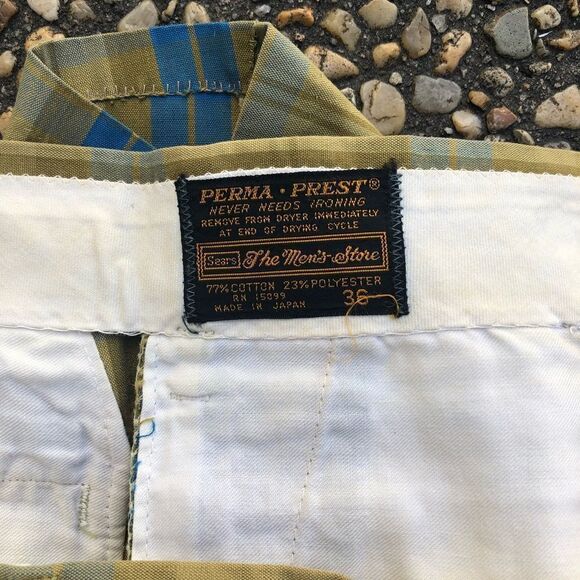 PERMA · PREST®
NEVER NEEDS IRONING
REMOVE FROM DRYER IMMEDIATELY
AT END OF DRYING CYCLE
Sears The Men's Store
77% COTTON 23% POLYESTER
RN 15099 36
MADE IN JAPAN